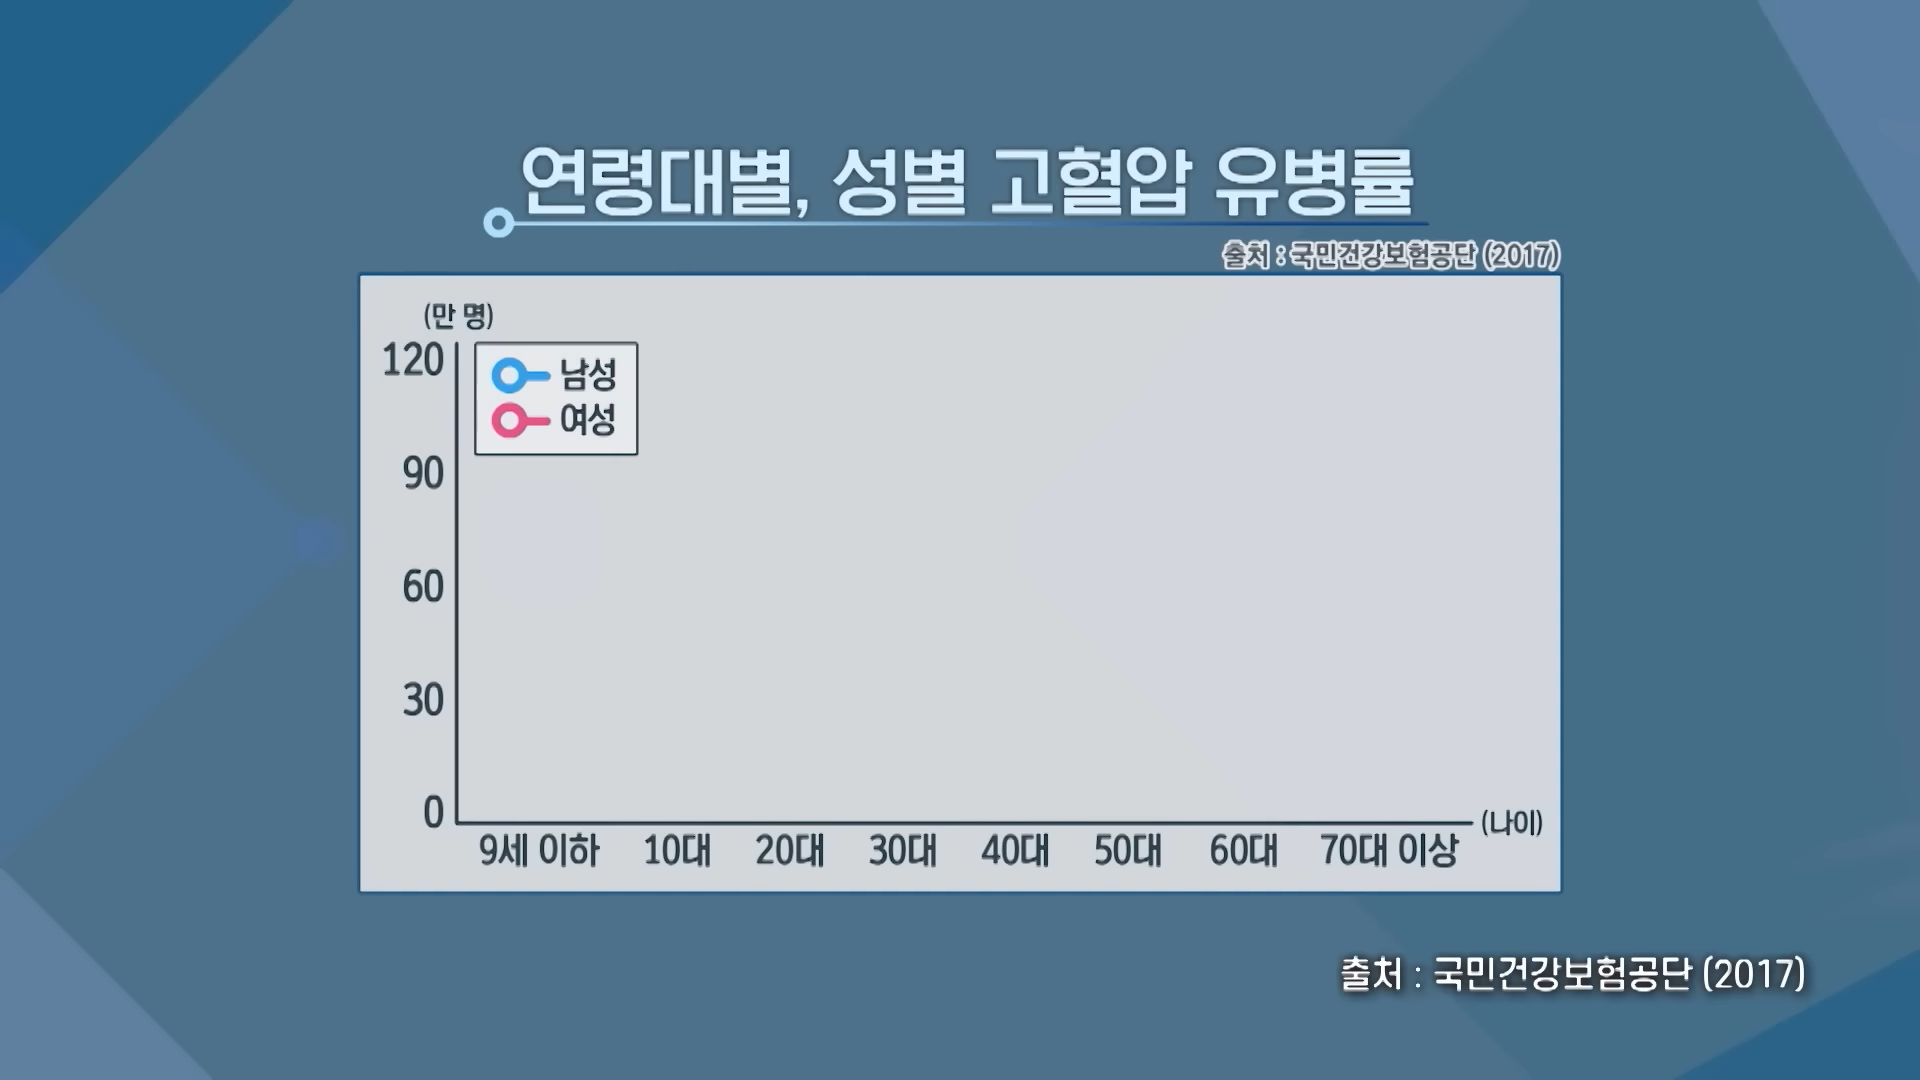 연령대별, 성별 고혈압 유병률
출처 : 국민건강보험공단 (2017)
(만 명)
120
남성
여성
90
60
30
0
(나이)
9세 이하 10대 20대 30대 40대 50대 60대 70대 이상
출처 : 국민건강보험공단 (2017)